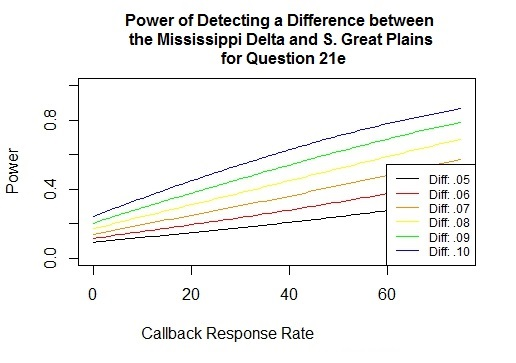 Power of Detecting a Difference between
the Mississippi Delta and S. Great Plains
for Question 21e
Power
0.8
0.4
0.0
Diff: .05
Diff: .06
Diff: .07
Diff: .08
Diff: .09
Diff: .10
0 20 40 60
Callback Response Rate